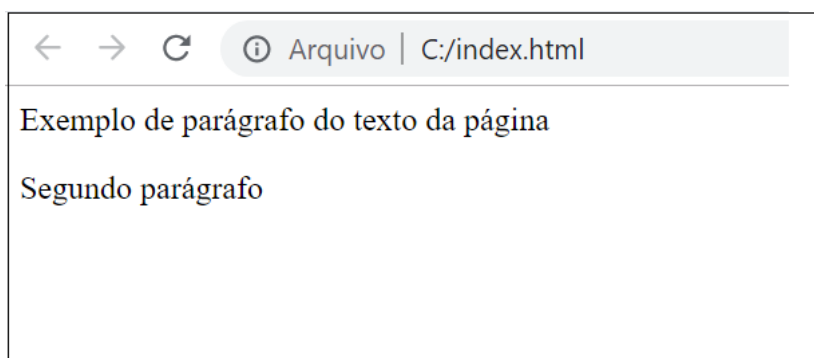 Arquivo | C:/index.html
Exemplo de parágrafo do texto da página
Segundo parágrafo